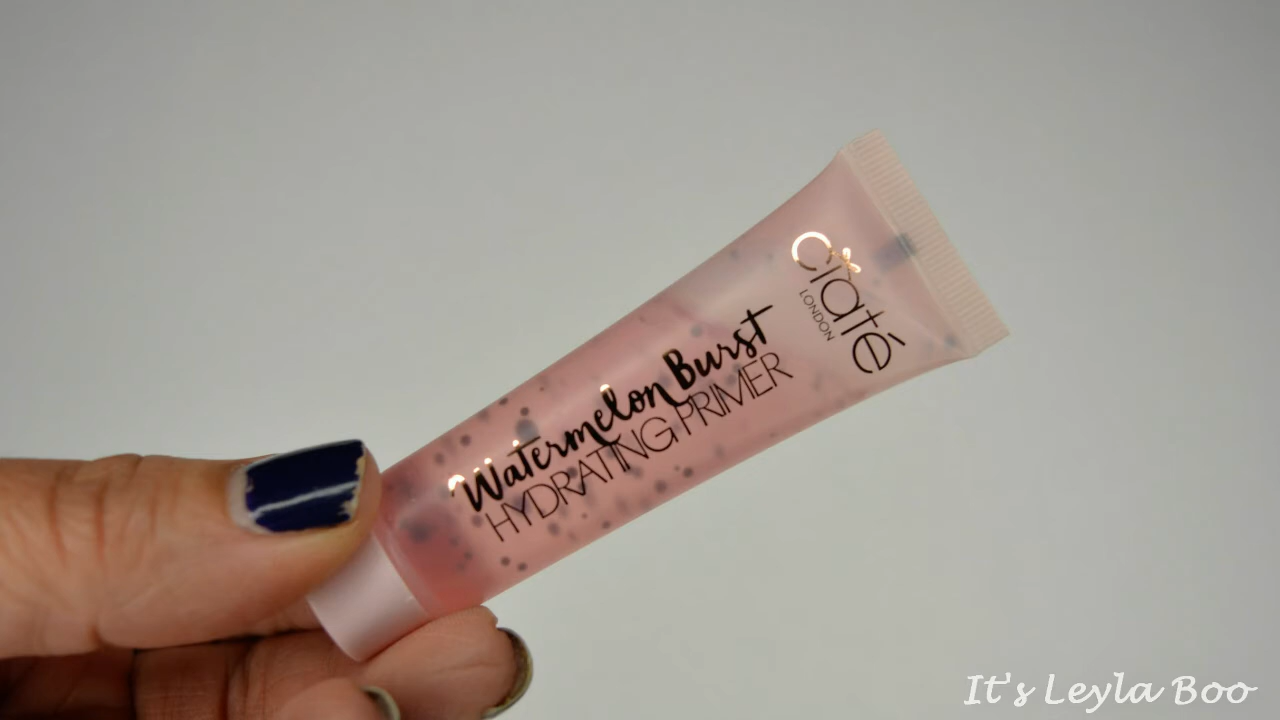 ciaté
LONDON
Watermelon Burst
HYDRATING PRIMER
It's Leyla Boo